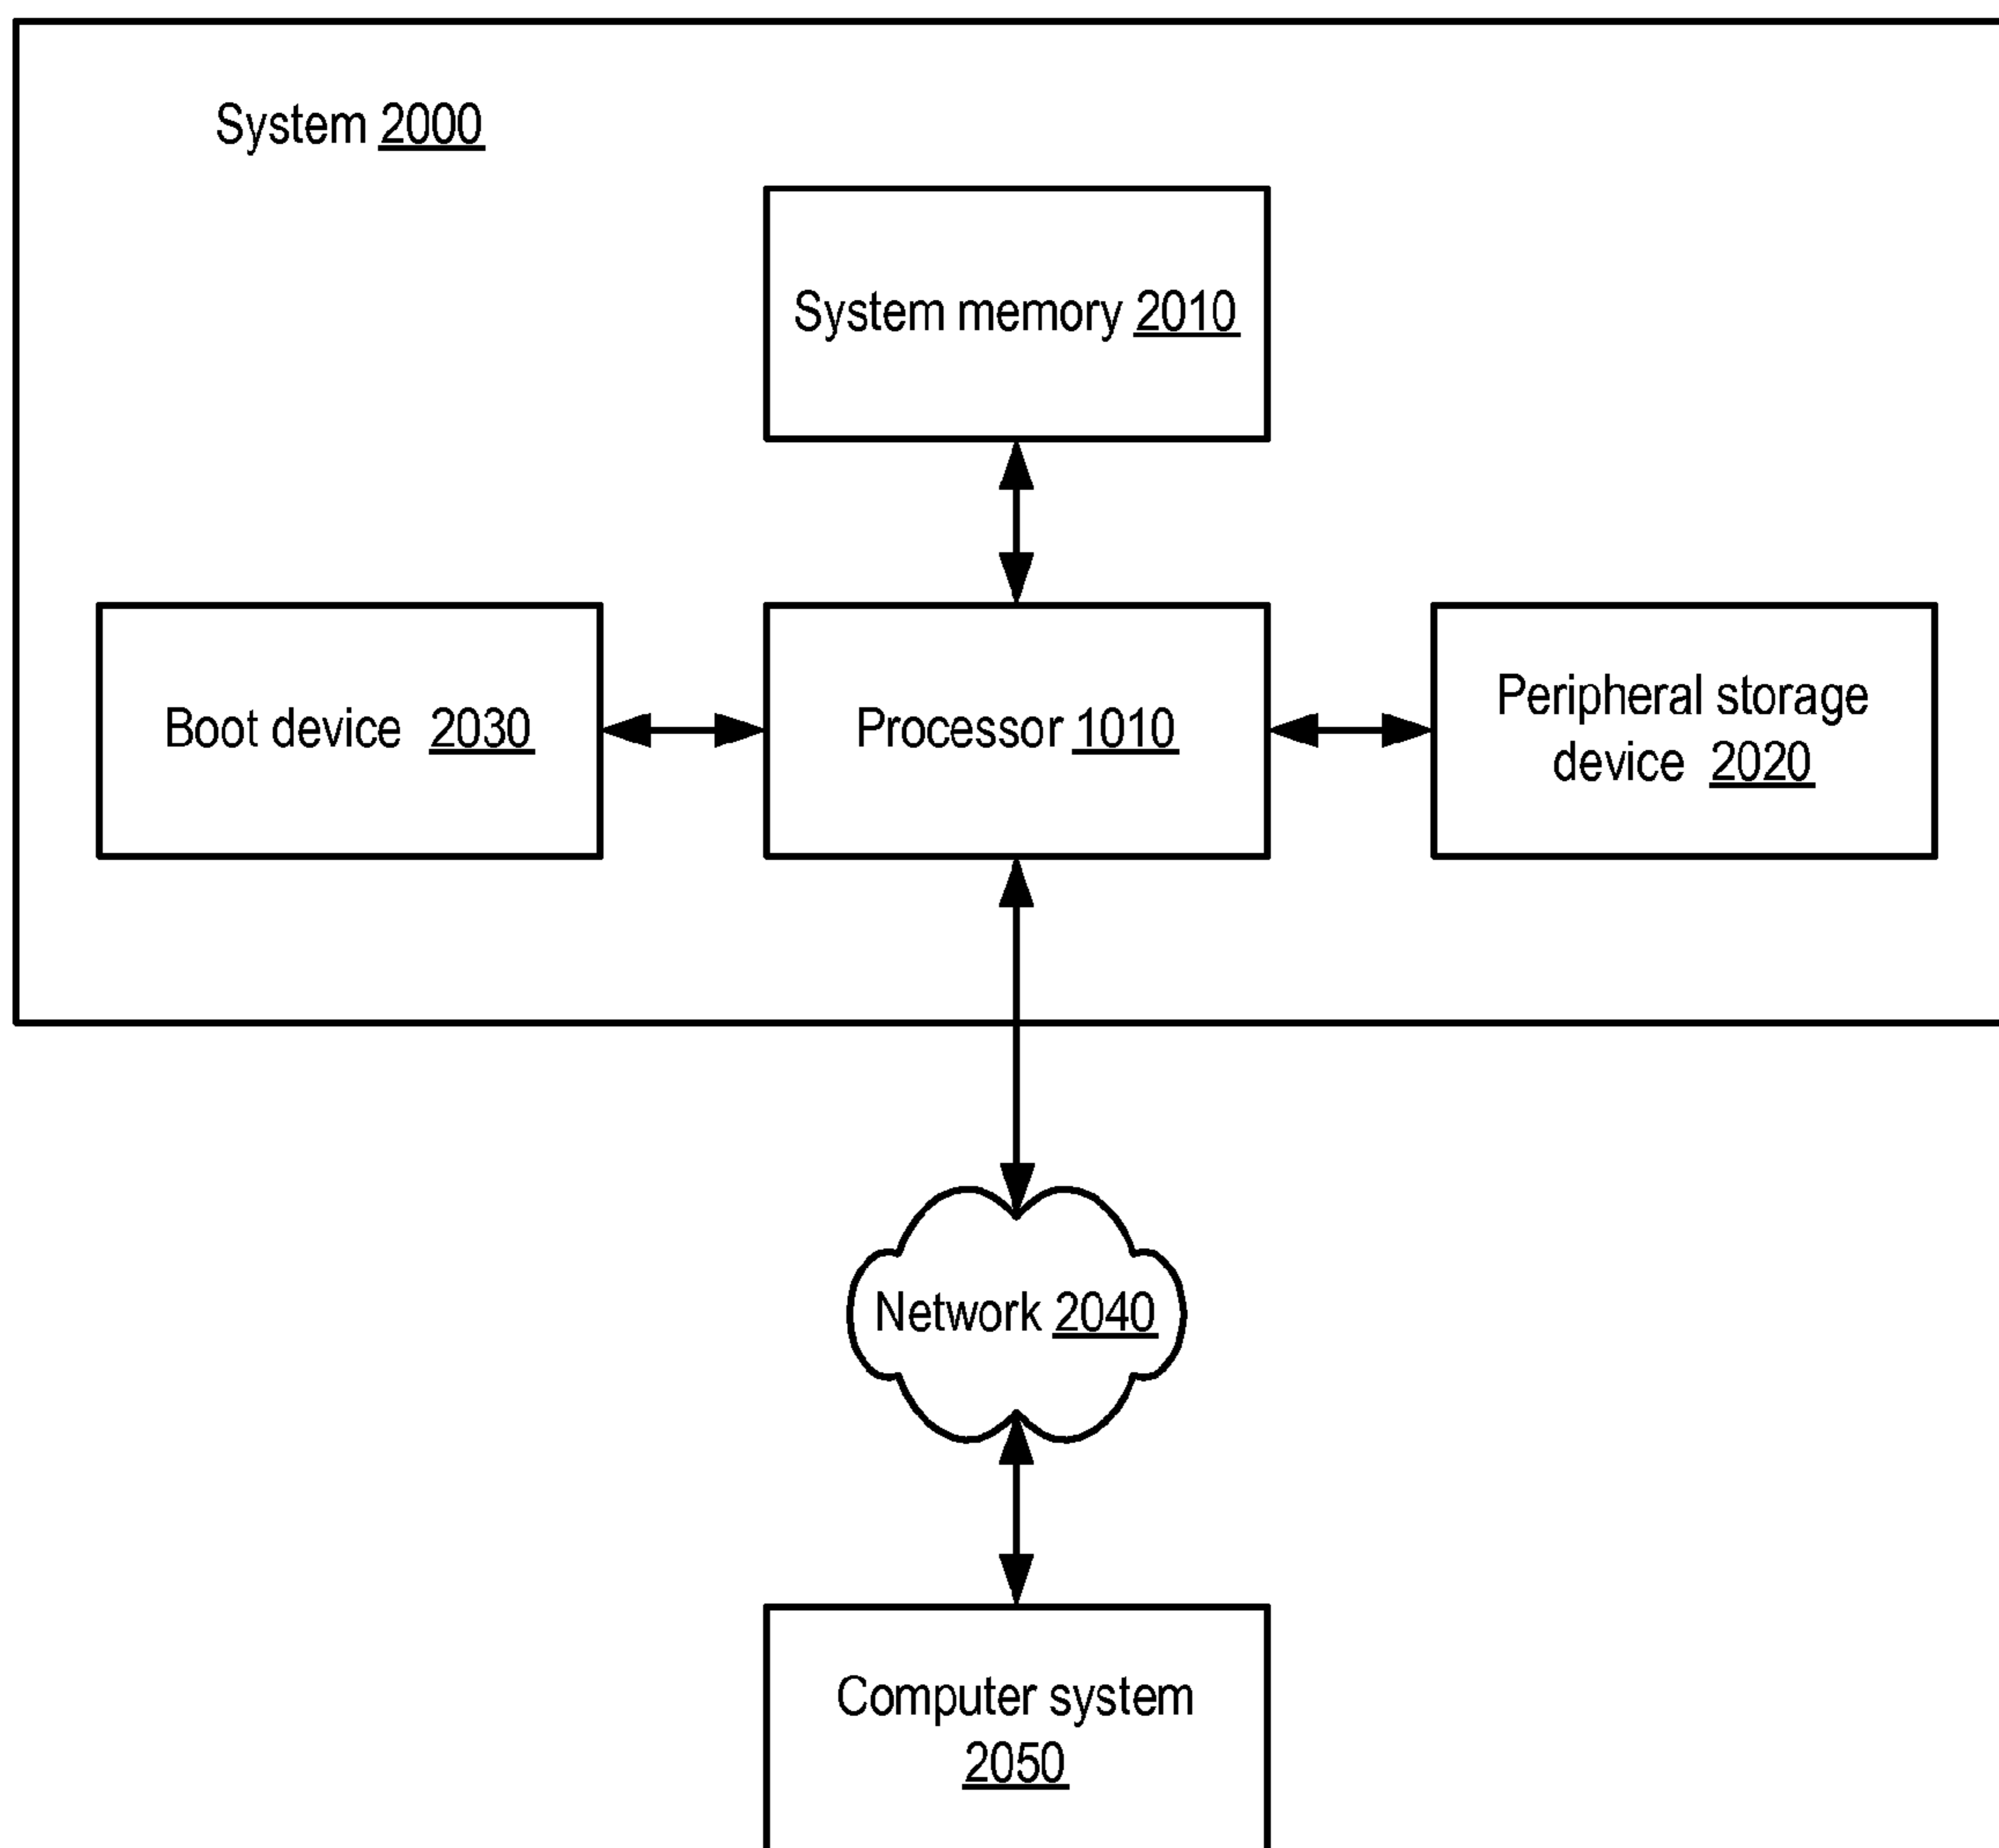 System 2000
System memory 2010
Boot device 2030
Processor 1010
Peripheral storage
device 2020
Network 2040
Computer system
2050